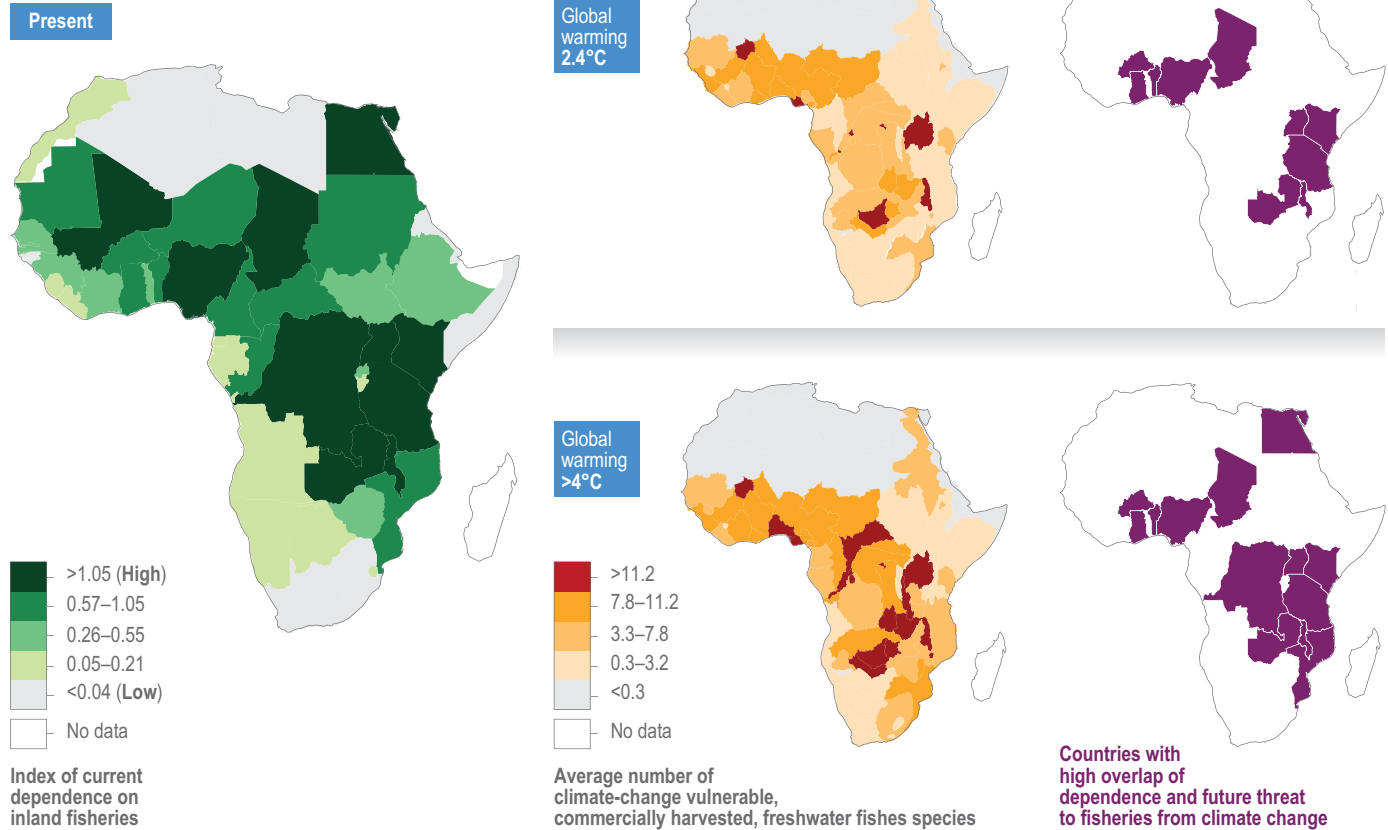 Present
>1.05 (High)
0.57–1.05
0.26–0.55
0.05–0.21
<0.04 (Low)
No data
Index of current
dependence on
inland fisheries
Global
warming
2.4°C
Global
warming
>4°C
>11.2
7.8–11.2
3.3–7.8
0.3–3.2
<0.3
No data
Average number of
climate-change vulnerable,
commercially harvested, freshwater fishes species
Countries with
high overlap of
dependence and future threat
to fisheries from climate change